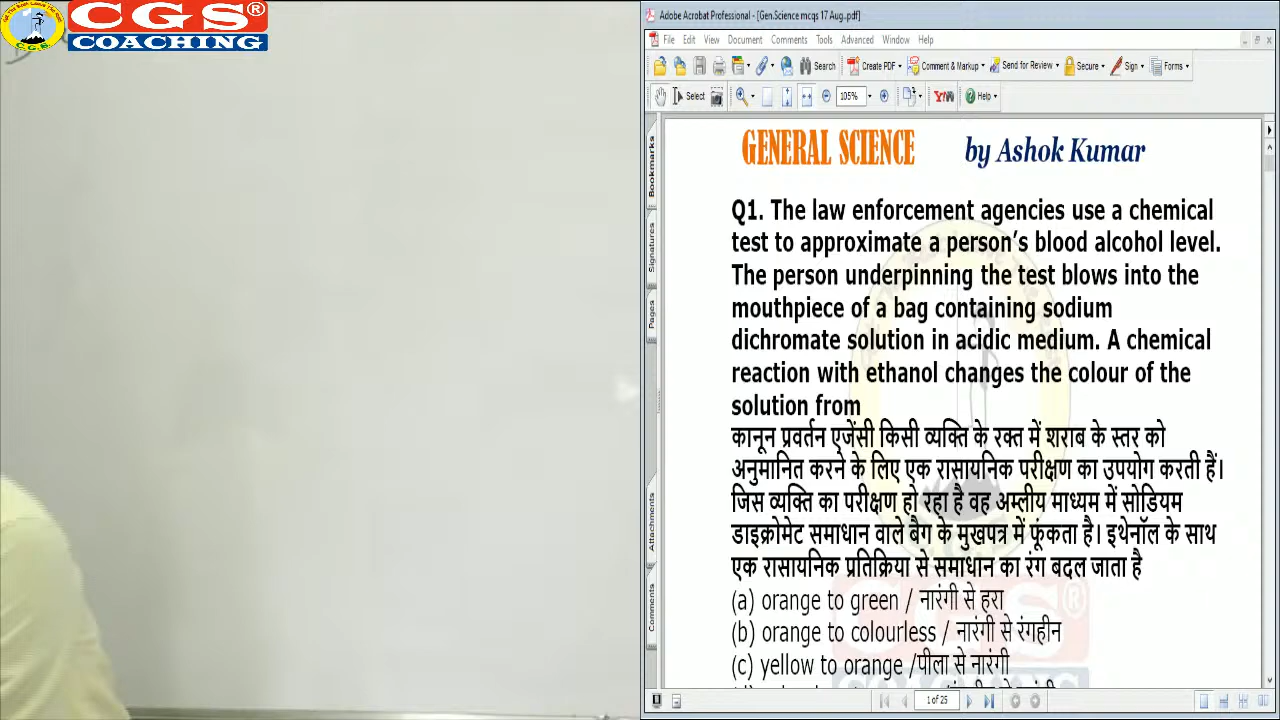 CGS®
COACHING
C.G.S.
Adobe Acrobat Professional - [Gen.Science mcqs 17 Aug.pdf]
File Edit View Document Comments Tools Advanced Window Help
Search Create PDF Comment & Markup Send for Review Secure Sign Forms
Select 105% Help
Bookmarks
Signatures
Pages
Attachments
Comments
GENERAL SCIENCE by Ashok Kumar
Q1. The law enforcement agencies use a chemical
test to approximate a person’s blood alcohol level.
The person underpinning the test blows into the
mouthpiece of a bag containing sodium
dichromate solution in acidic medium. A chemical
reaction with ethanol changes the colour of the
solution from
कानून प्रवर्तन एजेंसी किसी व्यक्ति के रक्त में शराब के स्तर को
अनुमानित करने के लिए एक रासायनिक परीक्षण का उपयोग करती हैं।
जिस व्यक्ति का परीक्षण हो रहा है वह अम्लीय माध्यम में सोडियम
डाइक्रोमेट समाधान वाले बैग के मुखपत्र में फूंकता है। इथेनॉल के साथ
एक रासायनिक प्रतिक्रिया से समाधान का रंग बदल जाता है
(a) orange to green / नारंगी से हरा
(b) orange to colourless / नारंगी से रंगहीन
(c) yellow to orange /पीला से नारंगी
1 of 25